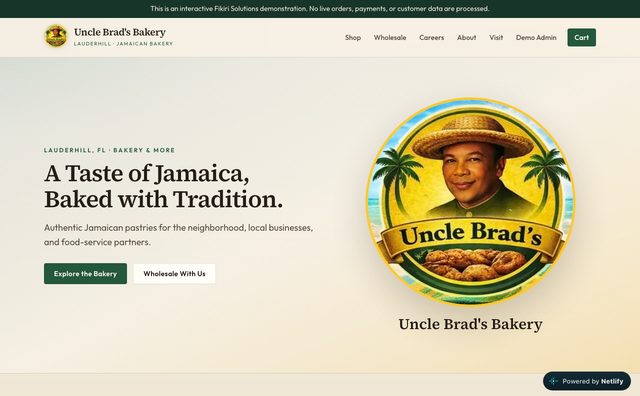 This is an interactive Fikiri Solutions demonstration. No live orders, payments, or customer data are processed.
Uncle Brad's Bakery
LAUDERHILL, JAMAICAN BAKERY
Shop
Wholesale
Careers
About
Visit
Demo Admin
Cart
LAUDERHILL, FL · BAKERY & MORE
A Taste of Jamaica,
Baked with Tradition.
Authentic Jamaican pastries for the neighborhood, local businesses,
and food-service partners.
Explore the Bakery
Wholesale With Us
Uncle Brad's
Uncle Brad's Bakery
Powered by Netlify